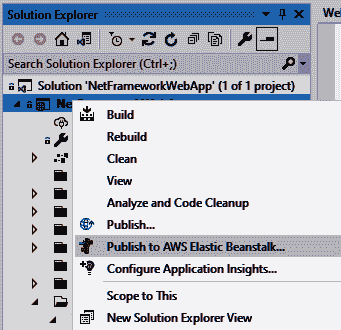 Solution Explorer
We
Search Solution Explorer (Ctrl+;)
Solution 'NetFrameworkWebApp' (1 of 1 project)
Build
Rebuild
Clean
View
Analyze and Code Cleanup
Publish...
Publish to AWS Elastic Beanstalk...
Configure Application Insights...
Scope to This
New Solution Explorer View